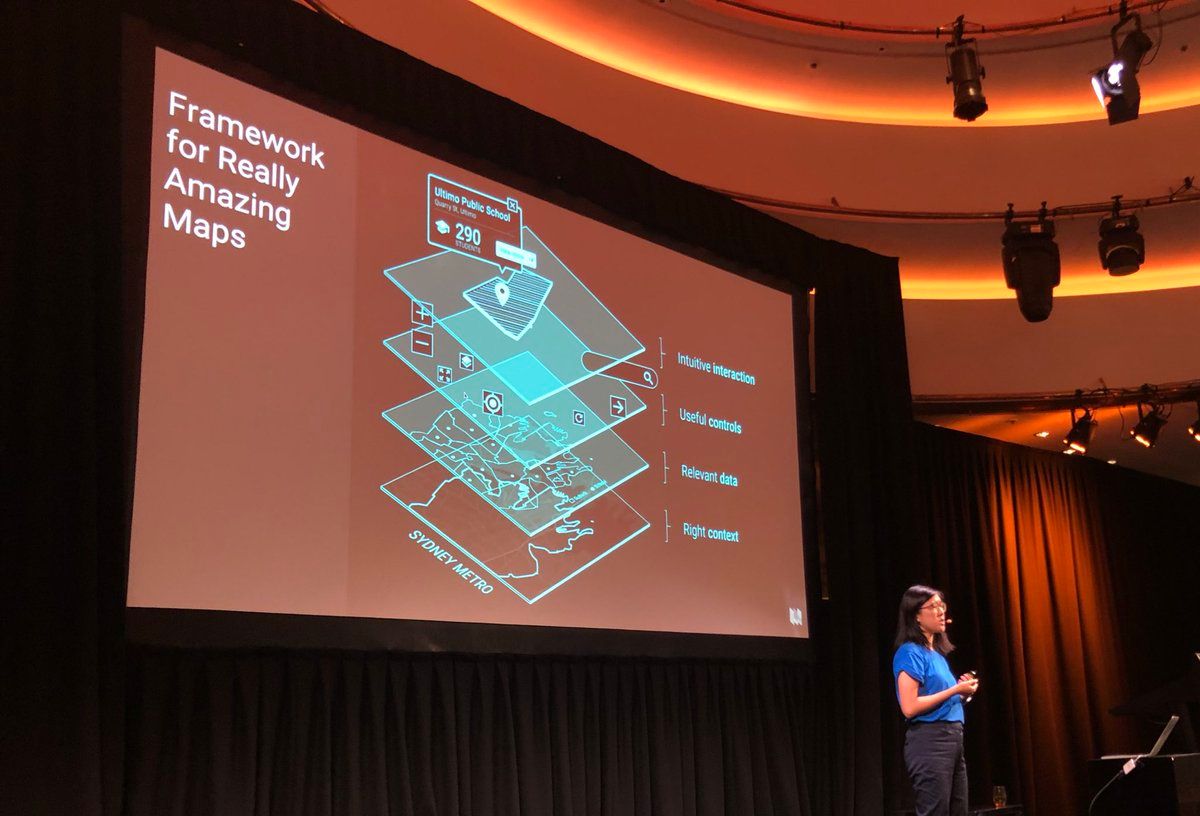 Framework
for Really
Amazing
Maps
Ultimo Public School
Quarry St, Ultimo
290
STUDENTS
Intuitive interaction
Useful controls
Relevant data
Right context
SYDNEY METRO